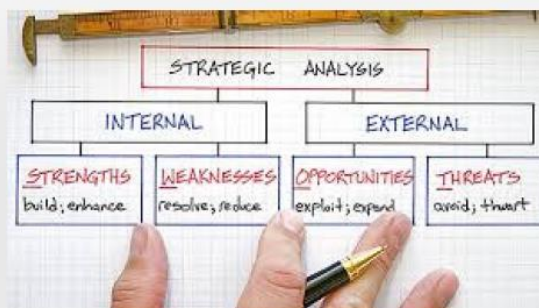 STRATEGIC ANALYSIS
INTERNAL
EXTERNAL
STRENGTHS
build; enhance
WEAKNESSES
resolve; reduce
OPPORTUNITIES
exploit; expand
THREATS
avoid; thwart